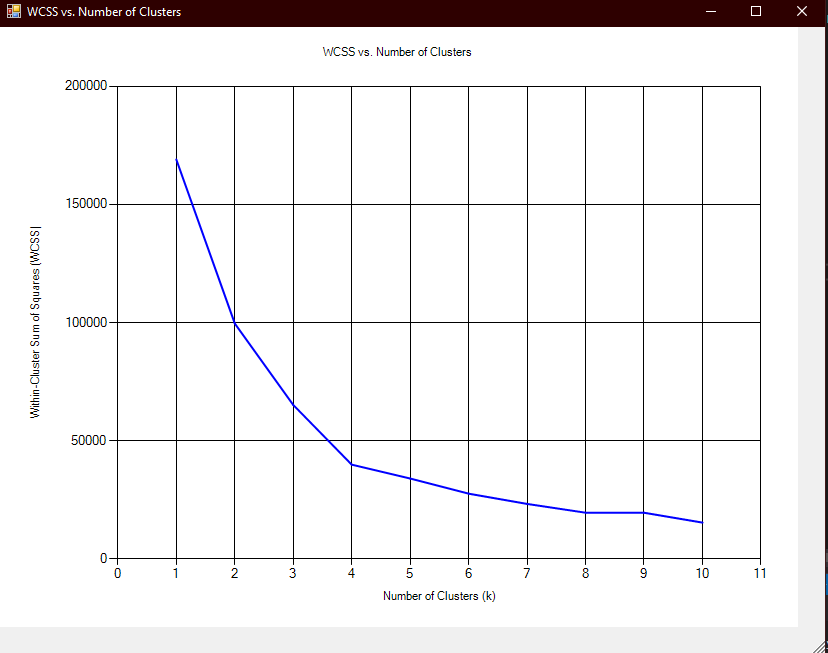 WCSS vs. Number of Clusters
WCSS vs. Number of Clusters
200000
150000
100000
50000
0
Within-Cluster Sum of Squares (WCSS)
0 1 2 3 4 5 6 7 8 9 10 11
Number of Clusters (k)